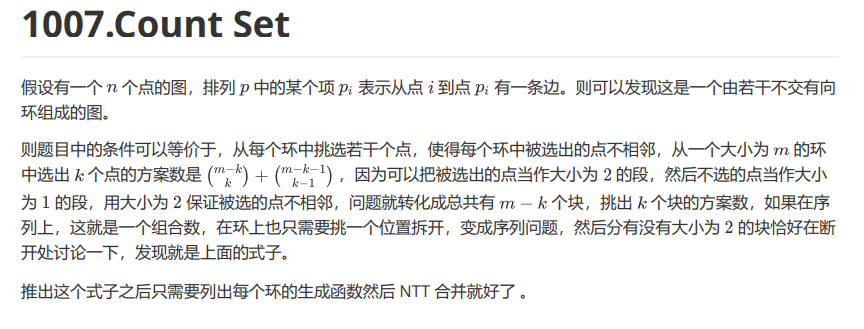 1007.Count Set
假设有一个 n 个点的图，排列 p 中的某个项 p_i 表示从点 i 到点 p_i 有一条边。则可以发现这是一个由若干不交有向
环组成的图。
则题目中的条件可以等价于，从每个环中挑选若干个点，使得每个环中被选出的点不相邻，从一个大小为 m 的环
中选出 k 个点的方案数是 \binom{m-k}{k} + \binom{m-k-1}{k-1} ，因为可以把被选出的点当作大小为 2 的段，然后不选的点当作大小
为 1 的段，用大小为 2 保证被选的点不相邻，问题就转化成总共有 m − k 个块，挑出 k 个块的方案数，如果在序
列上，这就是一个组合数，在环上也只需要挑一个位置拆开，变成序列问题，然后分有没有大小为 2 的块恰好在断
开处讨论一下，发现就是上面的式子。
推出这个式子之后只需要列出每个环的生成函数然后 NTT 合并就好了 。